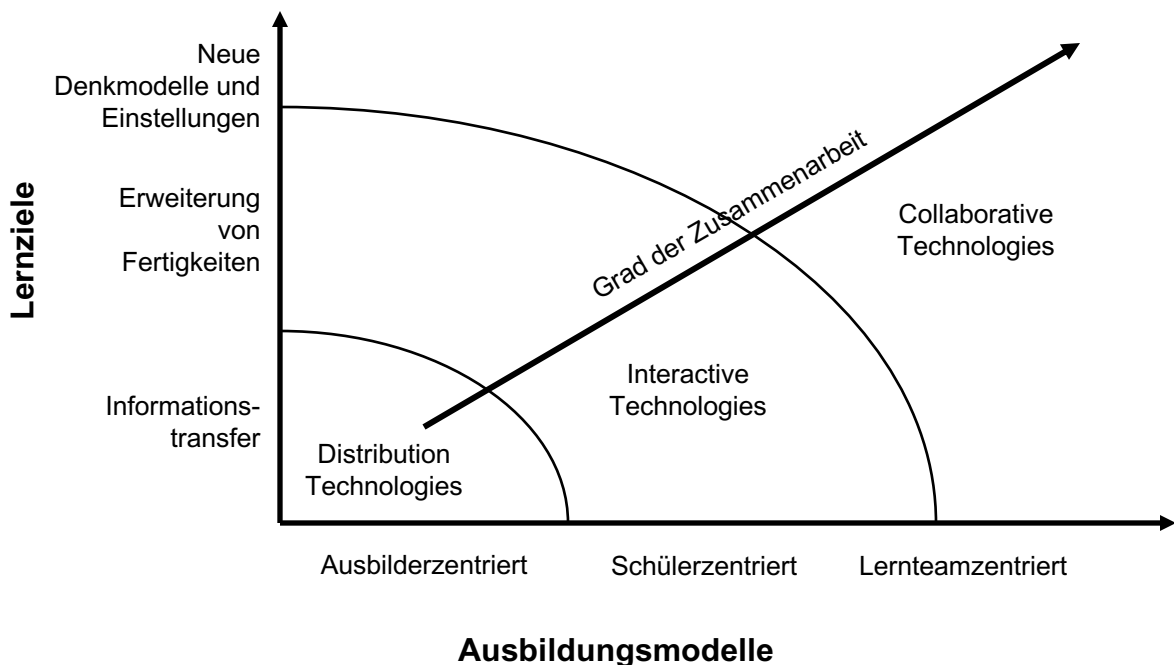 Neue
Denkmodelle und
Einstellungen
Erweiterung
von
Fertigkeiten
Informations-
transfer
Lernziele
Grad der Zusammenarbeit
Collaborative
Technologies
Interactive
Technologies
Distribution
Technologies
Ausbilderzentriert
Schülerzentriert
Lernteamzentriert
Ausbildungsmodelle